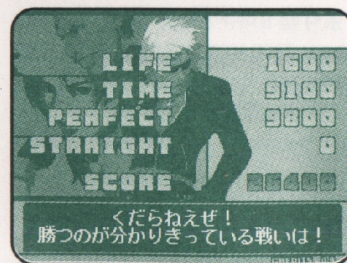 LIFE 1600
TIME 9100
PERFECT 9800
STRAIGHT 0
SCORE 26400
くだらねえぜ！
勝つのが分かりきっている戦いは！